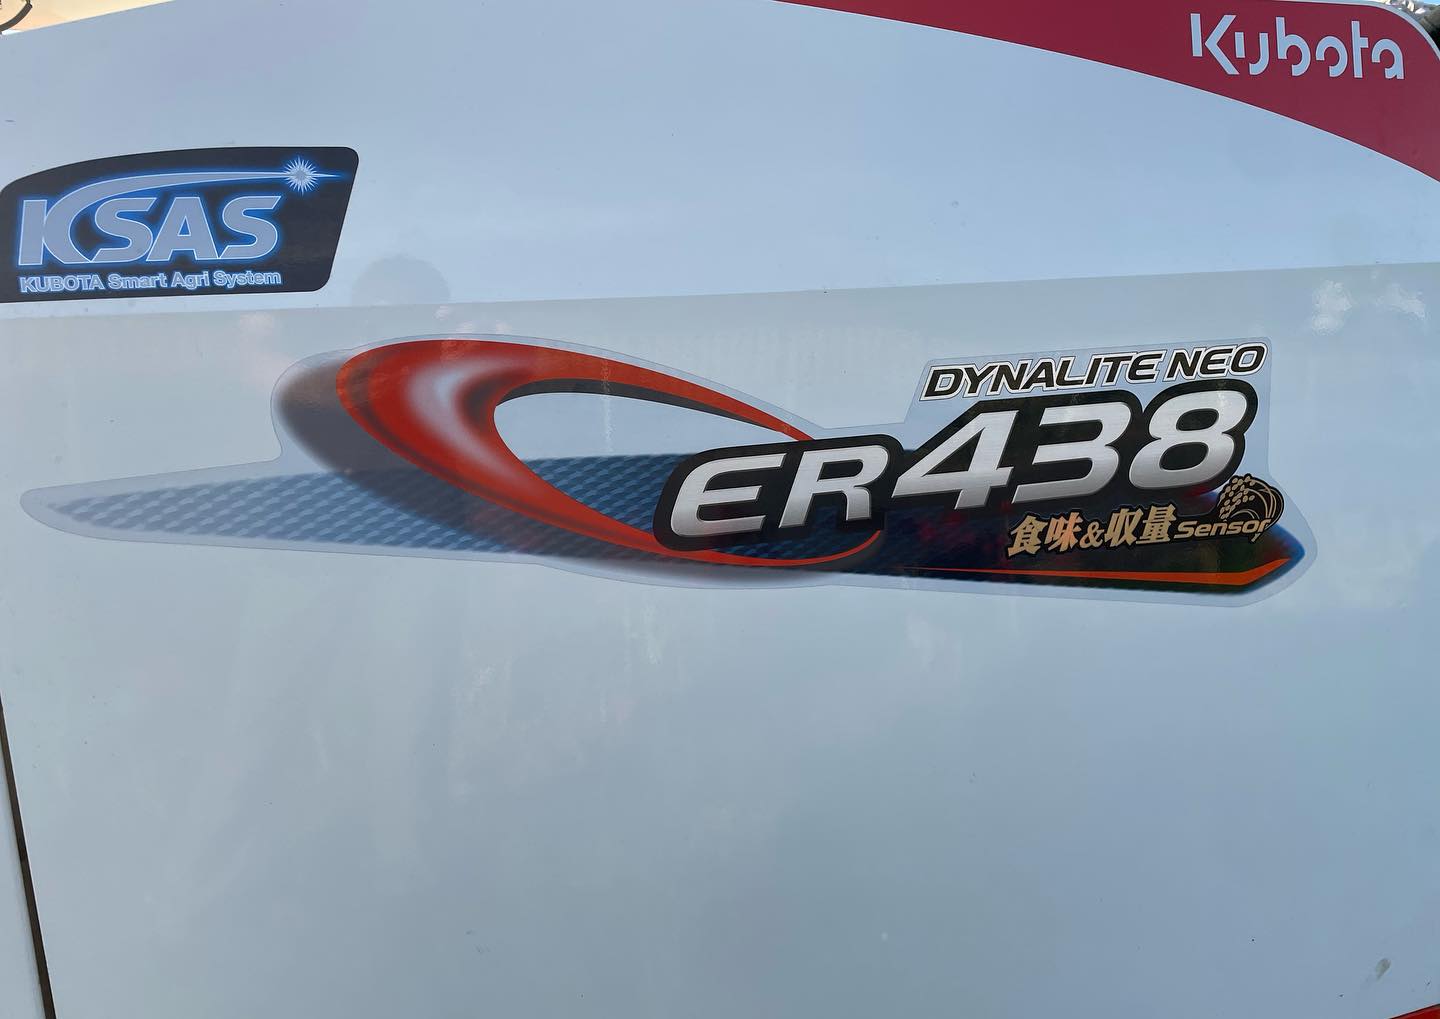 Kubota
KSAS
KUBOTA Smart Agri System
DYNALITE NEO
ER438
食味&収量Sensor